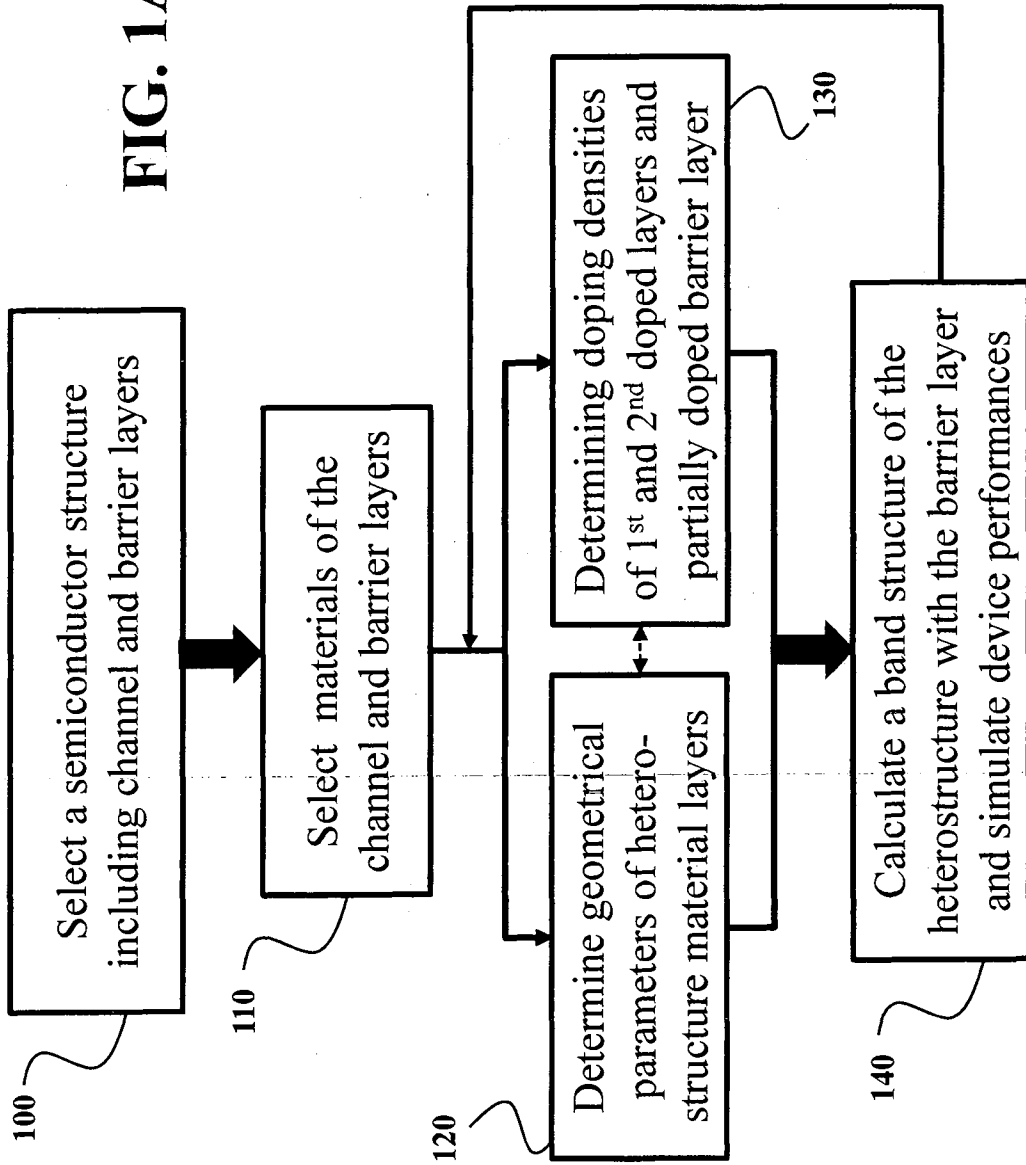 FIG. 1A
100
Select a semiconductor structure
including channel and barrier layers
110
Select materials of the
channel and barrier layers
120
Determine geometrical
parameters of hetero-
structure material layers
Determining doping densities
of 1st and 2nd doped layers and
partially doped barrier layer
130
140
Calculate a band structure of the
heterostructure with the barrier layer
and simulate device performances